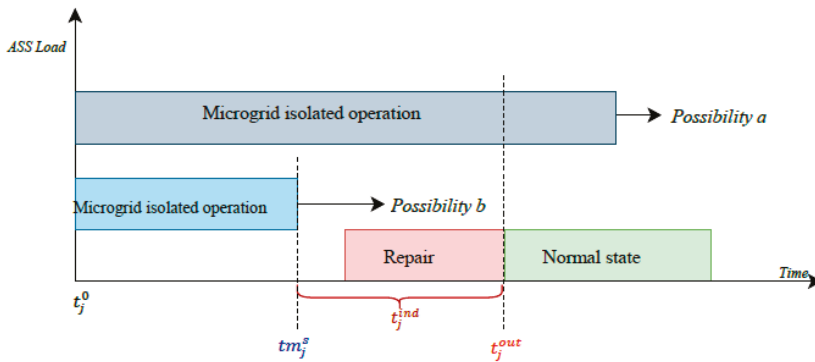 ASS Load
Microgrid isolated operation
Possibility a
Microgrid isolated operation
Possibility b
Repair
Normal state
Time
t_j^0
t_j^ind
tm_j^s
t_j^out